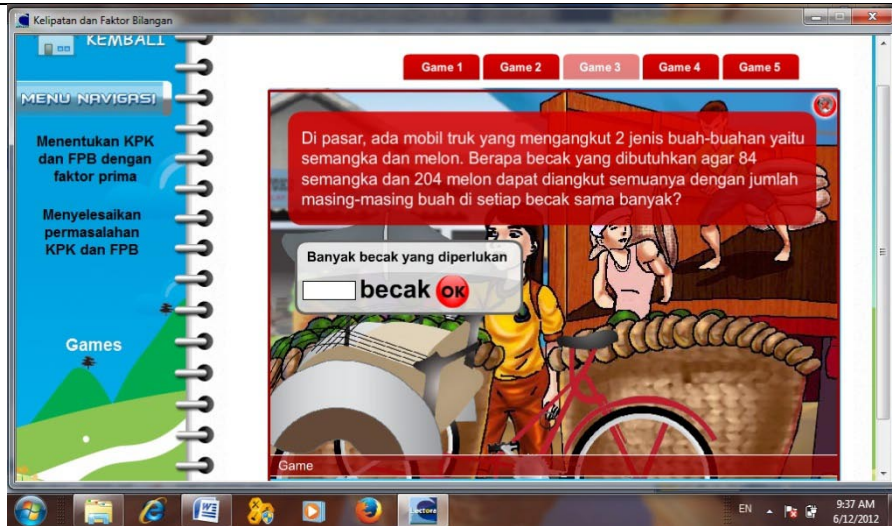 Kelipatan dan Faktor Bilangan
KEMBALI
MENU NAVIGASI
Menentukan KPK
dan FPB dengan
faktor prima
Menyelesaikan
permasalahan
KPK dan FPB
Games
Game 1
Game 2
Game 3
Game 4
Game 5
Di pasar, ada mobil truk yang mengangkut 2 jenis buah-buahan yaitu
semangka dan melon. Berapa becak yang dibutuhkan agar 84
semangka dan 204 melon dapat diangkut semuanya dengan jumlah
masing-masing buah di setiap becak sama banyak?
Banyak becak yang diperlukan
becak OK
Game
Lectora
EN
9:37 AM
6/12/2012